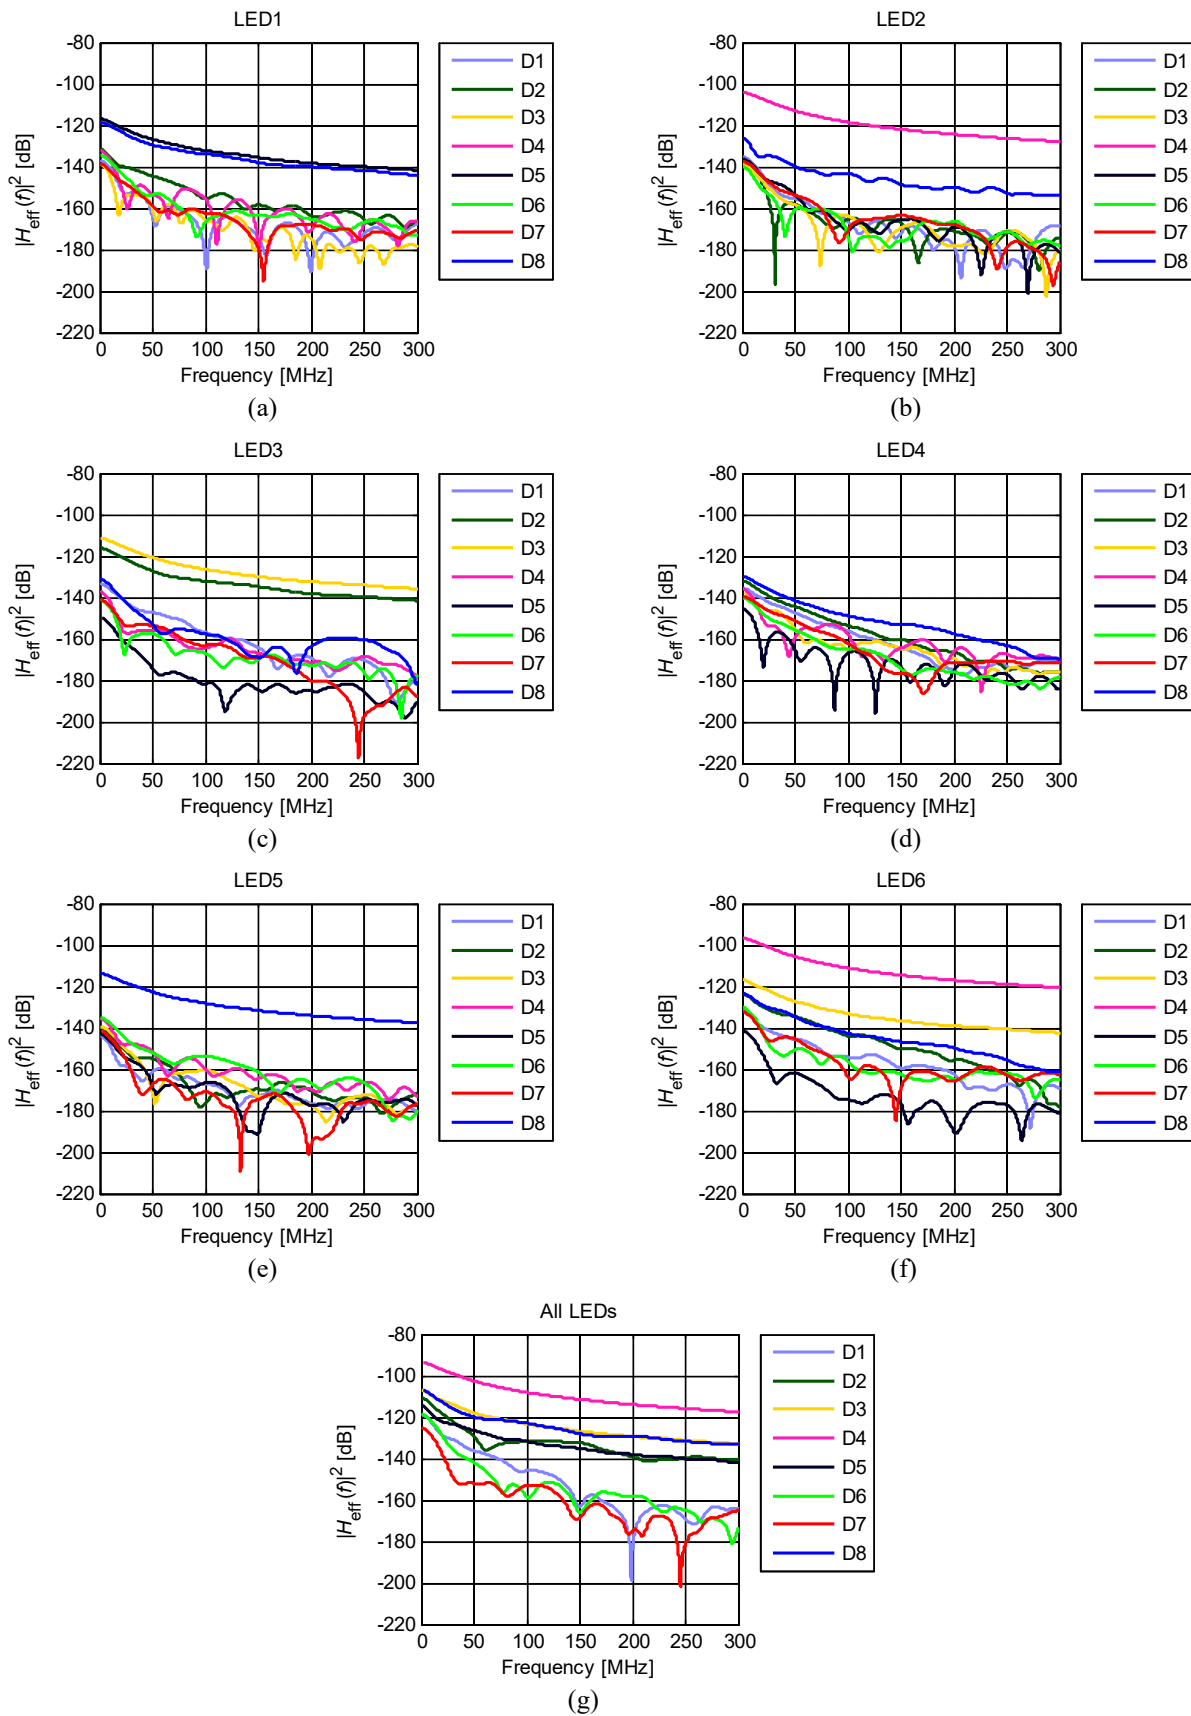 LED1
-80
-100
-120
-140
-160
-180
-200
-220
0 50 100 150 200 250 300
|Heff(f)|2 [dB]
Frequency [MHz]
D1
D2
D3
D4
D5
D6
D7
D8
(a)
LED2
-80
-100
-120
-140
-160
-180
-200
-220
0 50 100 150 200 250 300
|Heff(f)|2 [dB]
Frequency [MHz]
D1
D2
D3
D4
D5
D6
D7
D8
(b)
LED3
-80
-100
-120
-140
-160
-180
-200
-220
0 50 100 150 200 250 300
|Heff(f)|2 [dB]
Frequency [MHz]
D1
D2
D3
D4
D5
D6
D7
D8
(c)
LED4
-80
-100
-120
-140
-160
-180
-200
-220
0 50 100 150 200 250 300
|Heff(f)|2 [dB]
Frequency [MHz]
D1
D2
D3
D4
D5
D6
D7
D8
(d)
LED5
-80
-100
-120
-140
-160
-180
-200
-220
0 50 100 150 200 250 300
|Heff(f)|2 [dB]
Frequency [MHz]
D1
D2
D3
D4
D5
D6
D7
D8
(e)
LED6
-80
-100
-120
-140
-160
-180
-200
-220
0 50 100 150 200 250 300
|Heff(f)|2 [dB]
Frequency [MHz]
D1
D2
D3
D4
D5
D6
D7
D8
(f)
All LEDs
-80
-100
-120
-140
-160
-180
-200
-220
0 50 100 150 200 250 300
|Heff(f)|2 [dB]
Frequency [MHz]
D1
D2
D3
D4
D5
D6
D7
D8
(g)